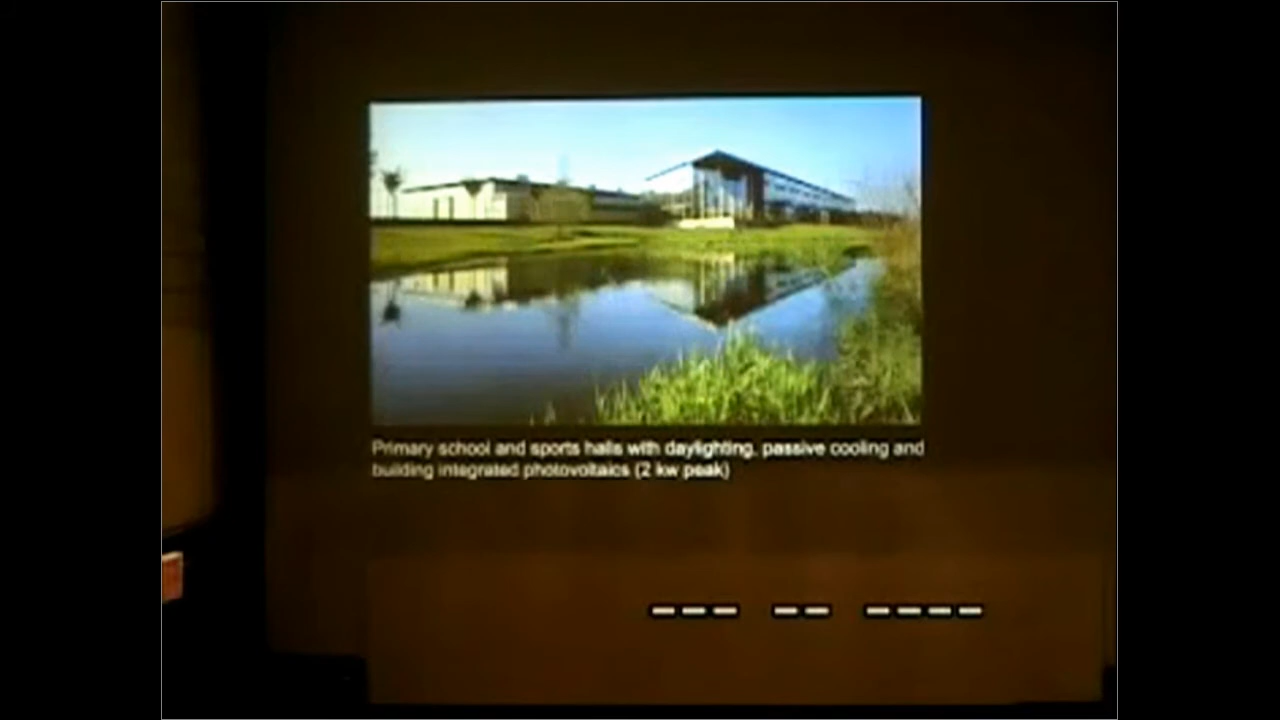 Primary school and sports halls with daylighting, passive cooling and
building integrated photovoltaics (2 kw peak)
--- -- ----